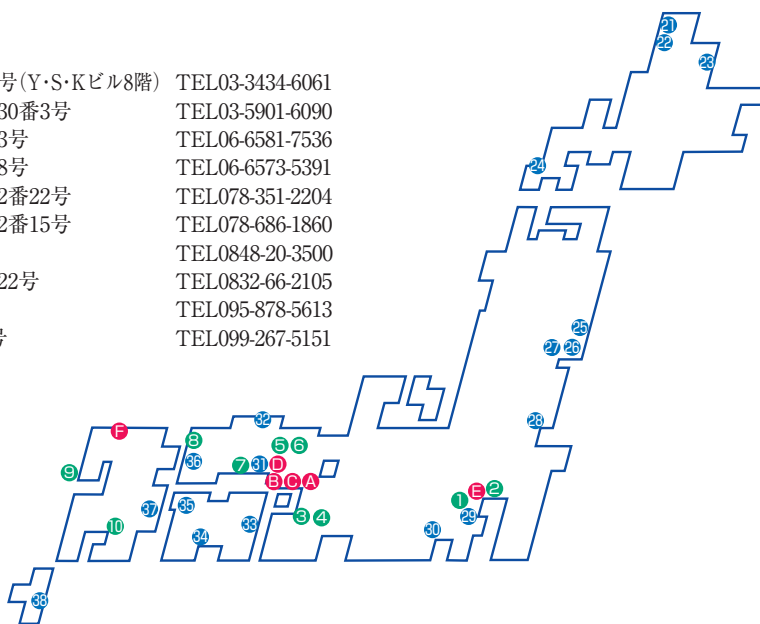 号(Y・S・Kビル8階) TEL03-3434-6061
30番3号 TEL03-5901-6090
3号 TEL06-6581-7536
8号 TEL06-6573-5391
2番22号 TEL078-351-2204
2番15号 TEL078-686-1860
TEL0848-20-3500
22号 TEL0832-66-2105
TEL095-878-5613
号 TEL099-267-5151
21
22
23
24
25
27 26
28
32
F
8
5 6
36 7 31 D
9
B C A
1 E 2
35
37
10
34 33
3 4
30 29
38